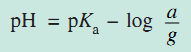 pH = pKₐ − log a/g